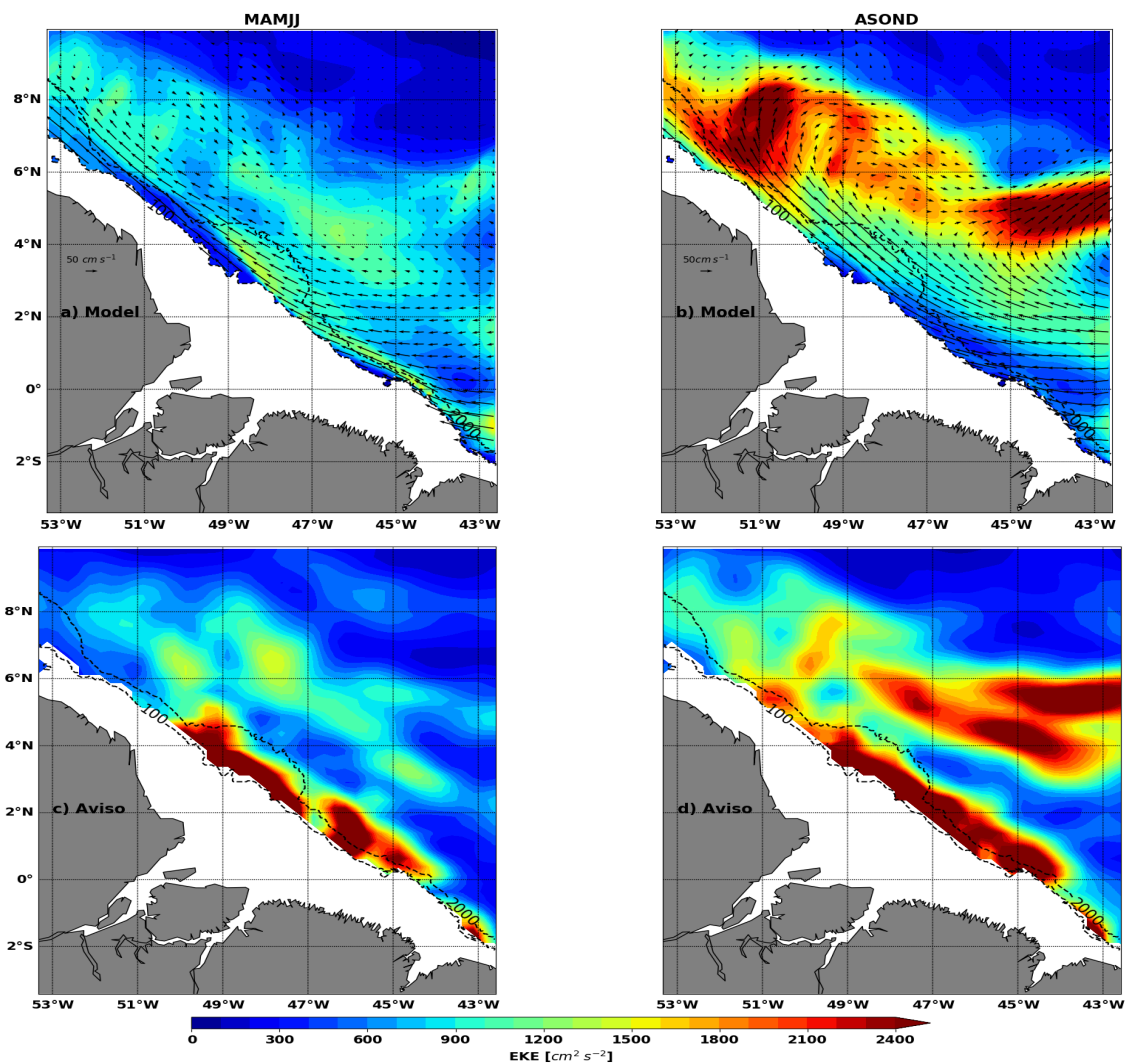 MAMJJ
ASOND
8°N
6°N
4°N
2°N
0°
2°S
100
2000
50 cm s⁻¹
a) Model
53°W 51°W 49°W 47°W 45°W 43°W
100
2000
50cm s⁻¹
b) Model
53°W 51°W 49°W 47°W 45°W 43°W
8°N
6°N
4°N
2°N
0°
2°S
100
2000
c) Aviso
53°W 51°W 49°W 47°W 45°W 43°W
100
2000
d) Aviso
53°W 51°W 49°W 47°W 45°W 43°W
0 300 600 900 1200 1500 1800 2100 2400
EKE [cm² s⁻²]